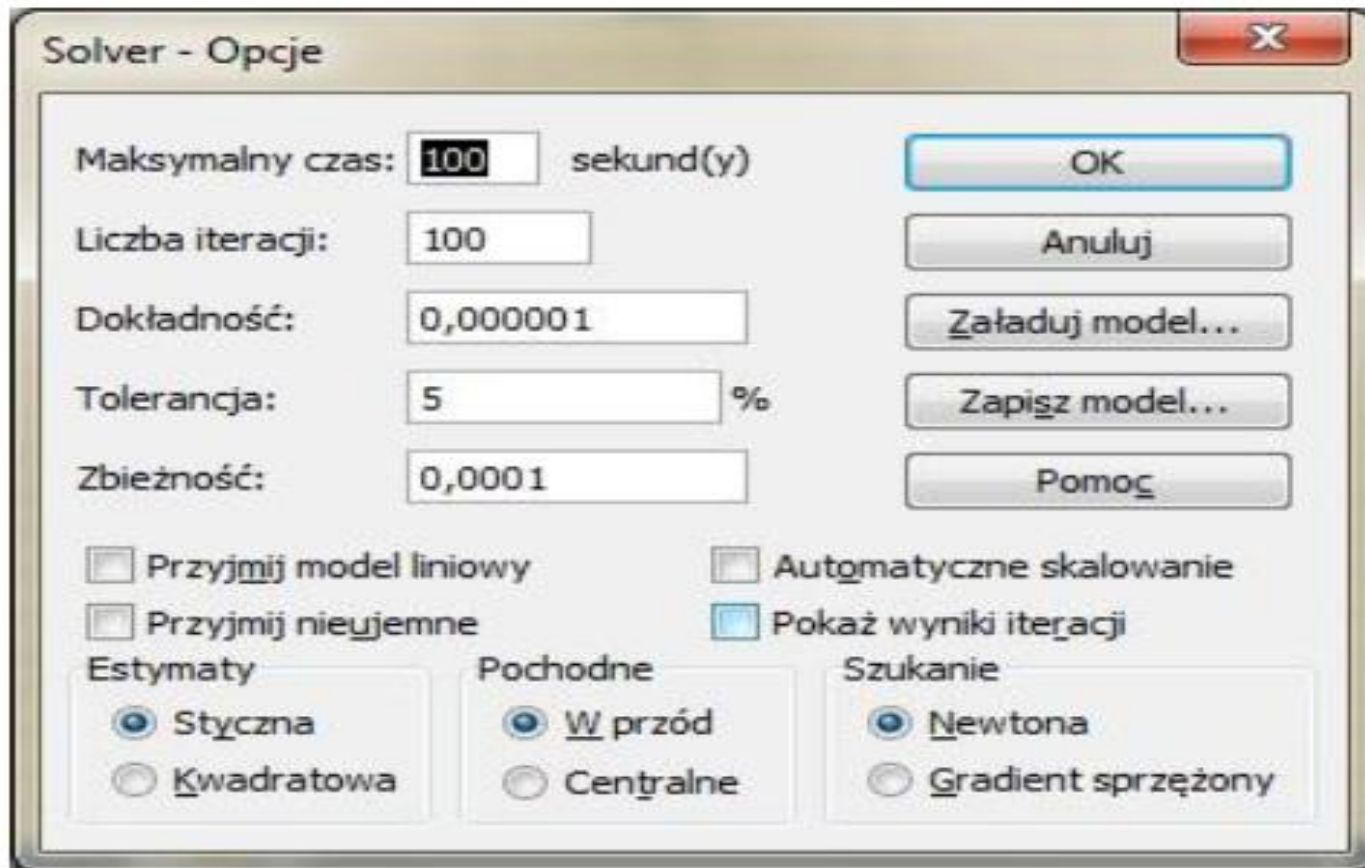 Solver - Opcje
Maksymalny czas: 100 sekund(y) OK
Liczba iteracji: 100 Anuluj
Dokładność: 0,000001 Załaduj model...
Tolerancja: 5 % Zapisz model...
Zbieżność: 0,0001 Pomoc
Przyjmij model liniowy Automatyczne skalowanie
Przyjmij nieujemne Pokaż wyniki iteracji
Estymaty Pochodne Szukanie
Styczna W przód Newtona
Kwadratowa Centralne Gradient sprzężony